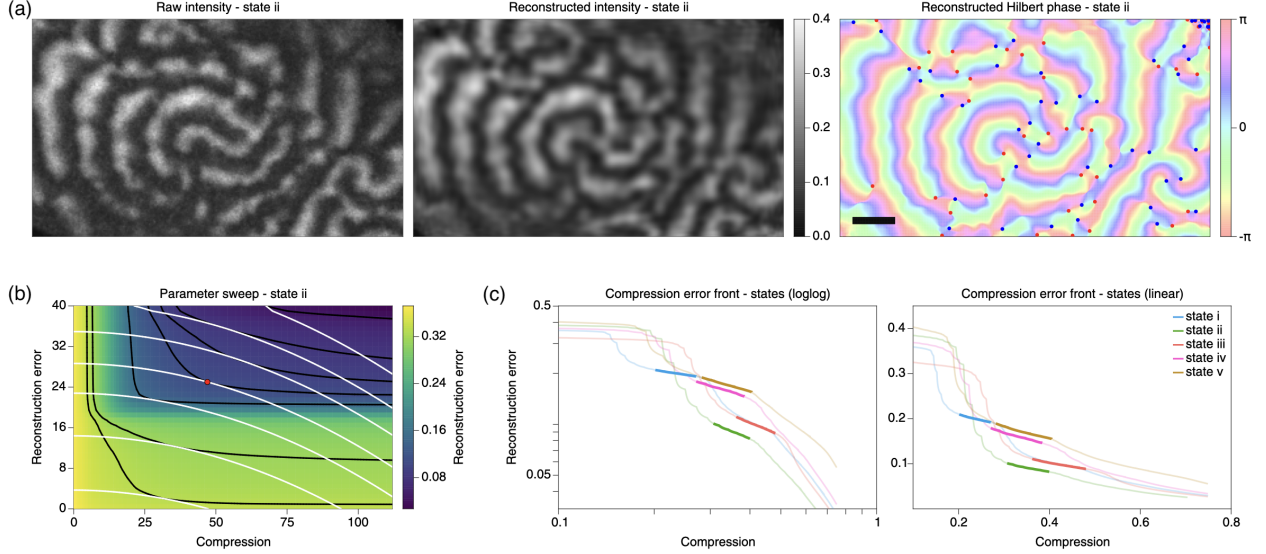 (a)
Raw intensity - state ii
Reconstructed intensity - state ii
Reconstructed Hilbert phase - state ii
0.4
0.3
0.2
0.1
0.0
π
0
-π
(b)
Parameter sweep - state ii
Reconstruction error
40
32
24
16
8
0
0
25
50
75
100
Compression
0.32
0.24
0.16
0.08
Reconstruction error
(c)
Compression error front - states (loglog)
Reconstruction error
0.5
0.1
0.05
0.1
1
Compression
Compression error front - states (linear)
0.4
0.3
0.2
0.1
0.2
0.4
0.6
0.8
Compression
state i
state ii
state iii
state iv
state v